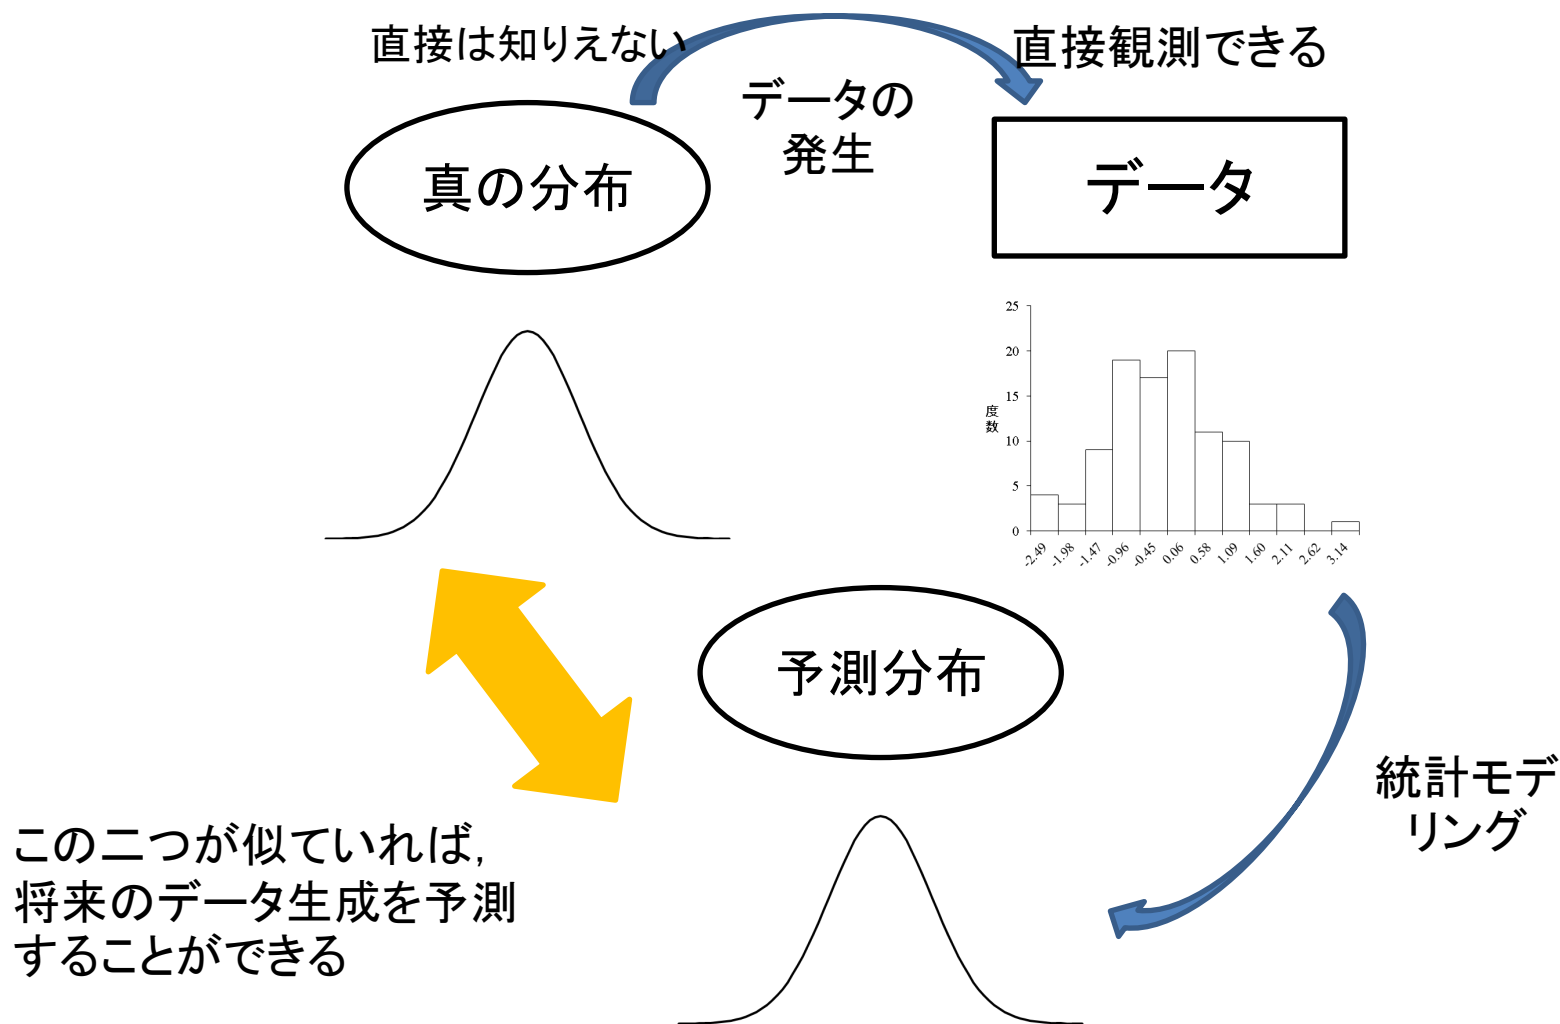 直接は知りえない
直接観測できる
データの
発生
真の分布
データ
25
20
15
10
5
0
度数
-2.49
-1.98
-1.47
-0.96
-0.45
0.06
0.58
1.09
1.60
2.11
2.62
3.14
予測分布
統計モデ
リング
この二つが似ていれば,
将来のデータ生成を予測
することができる